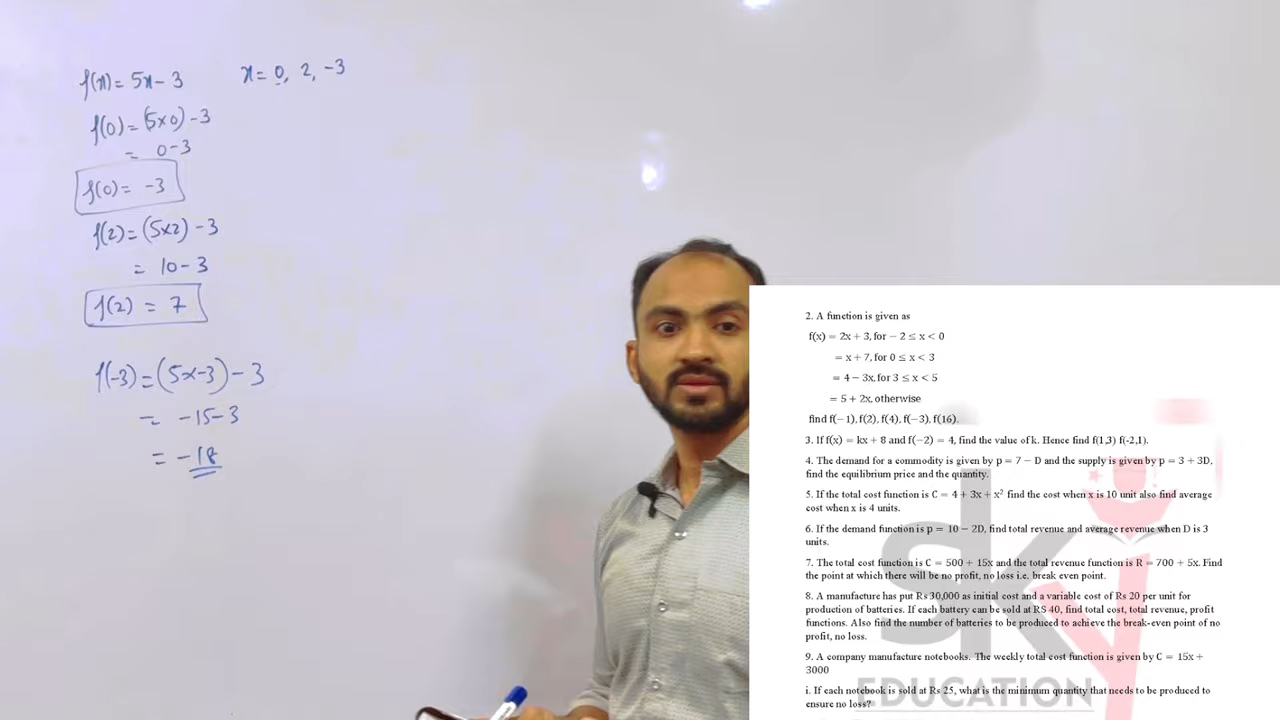 f(x) = 5x - 3 x = 0, 2, -3
f(0) = (5x0) - 3
= 0-3
f(0) = -3
f(2) = (5x2) - 3
= 10-3
f(2) = 7
f(-3) = (5x-3) - 3
= -15-3
= -18
2. A function is given as
f(x) = 2x + 3, for − 2 ≤ x < 0
= x + 7, for 0 ≤ x < 3
= 4 − 3x, for 3 ≤ x < 5
= 5 + 2x, otherwise
find f(−1), f(2), f(4), f(−3), f(16).
3. If f(x) = kx + 8 and f(−2) = 4, find the value of k. Hence find f(1,3) f(-2,1).
4. The demand for a commodity is given by p = 7 − D and the supply is given by p = 3 + 3D,
find the equilibrium price and the quantity.
5. If the total cost function is C = 4 + 3x + x² find the cost when x is 10 unit also find average
cost when x is 4 units.
6. If the demand function is p = 10 − 2D, find total revenue and average revenue when D is 3
units.
7. The total cost function is C = 500 + 15x and the total revenue function is R = 700 + 5x. Find
the point at which there will be no profit, no loss i.e. break even point.
8. A manufacture has put Rs 30,000 as initial cost and a variable cost of Rs 20 per unit for
production of batteries. If each battery can be sold at RS 40, find total cost, total revenue, profit
functions. Also find the number of batteries to be produced to achieve the break-even point of no
profit, no loss.
9. A company manufacture notebooks. The weekly total cost function is given by C = 15x +
3000
i. If each notebook is sold at Rs 25, what is the minimum quantity that needs to be produced to
ensure no loss?
sky
EDUCATION